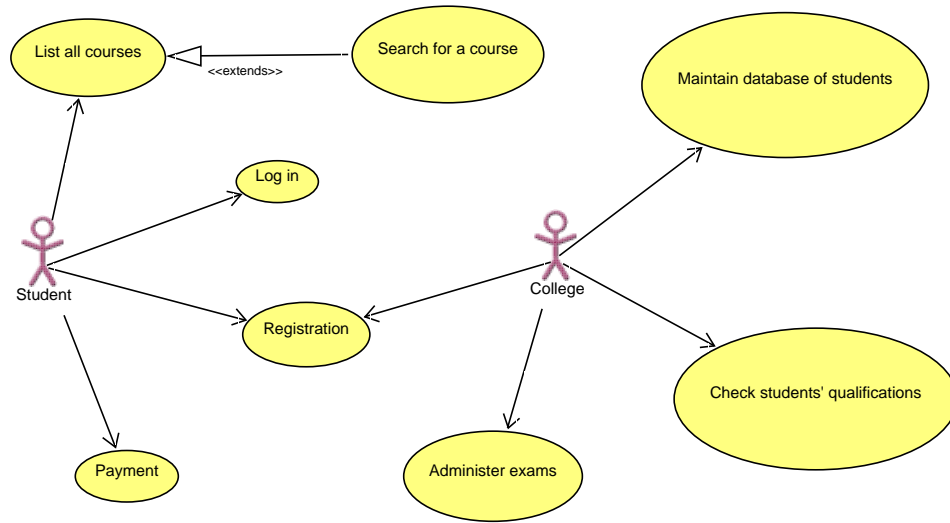 List all courses
Search for a course
<<extends>>
Maintain database of students
Log in
Student
College
Registration
Check students' qualifications
Payment
Administer exams